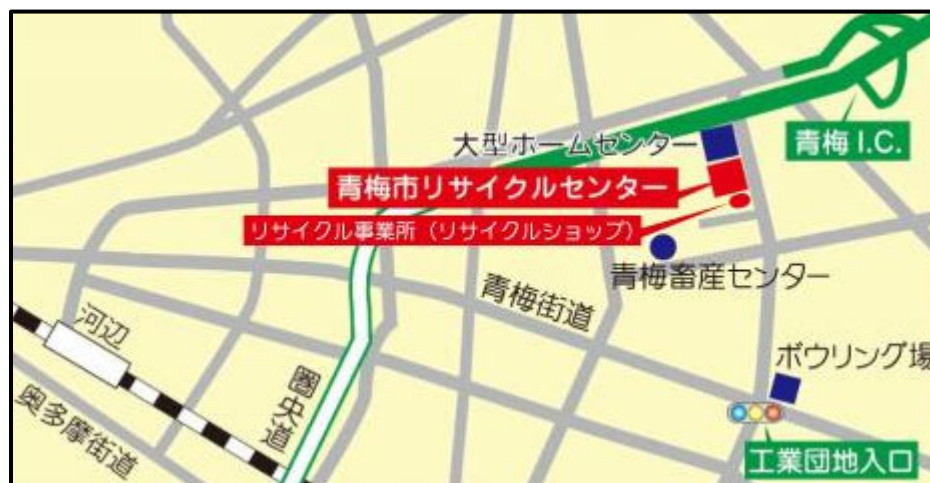 大型ホームセンター
青梅 I.C.
青梅市リサイクルセンター
リサイクル事業所（リサイクルショップ）
青梅畜産センター
青梅街道
河辺
ボウリング場
圏央道
奥多摩街道
工業団地入口